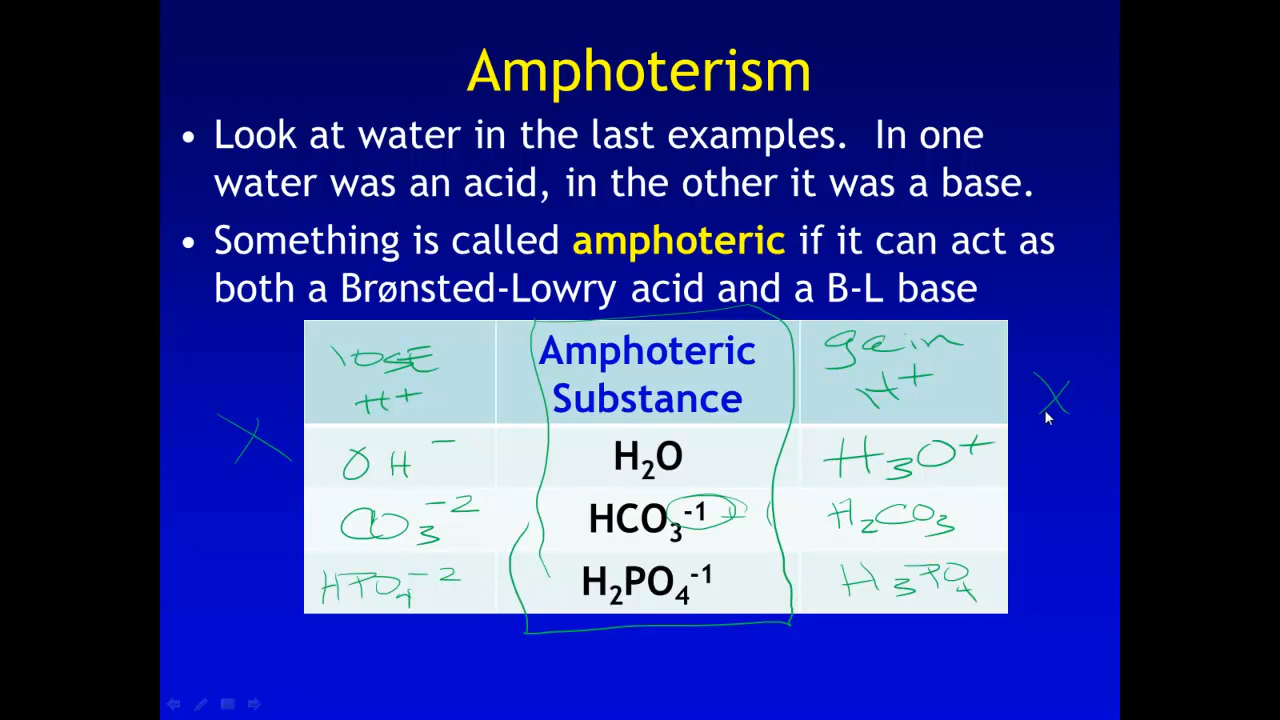 Amphoterism
• Look at water in the last examples. In one
water was an acid, in the other it was a base.
• Something is called amphoteric if it can act as
both a Brønsted-Lowry acid and a B-L base
lose H+ Amphoteric Substance gain H+
OH⁻ H₂O H₃O+
CO₃⁻² HCO₃⁻¹ H₂CO₃
HPO₄⁻² H₂PO₄⁻¹ H₃PO₄